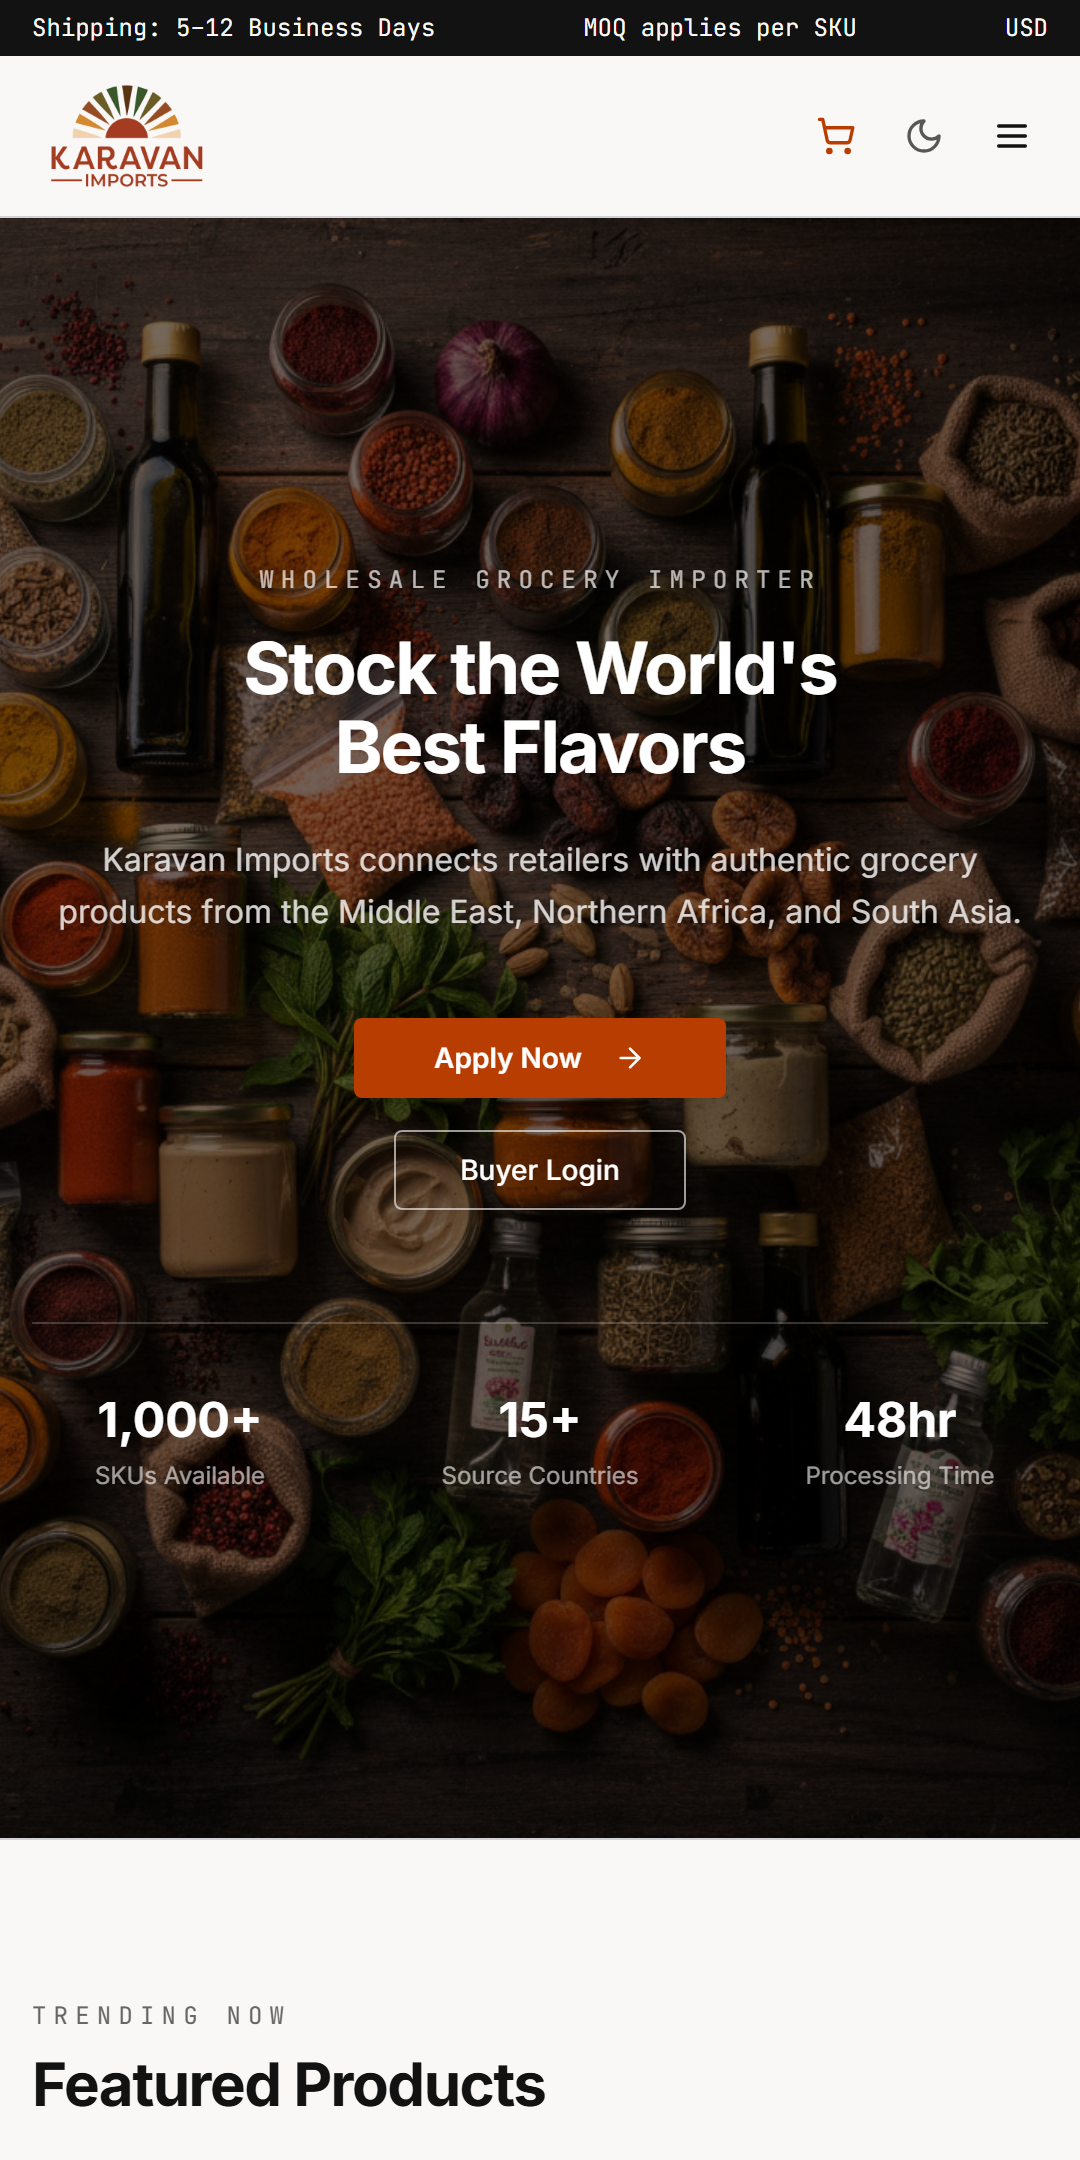 Shipping: 5–12 Business Days MOQ applies per SKU USD
KARAVAN
IMPORTS
WHOLESALE GROCERY IMPORTER
Stock the World's
Best Flavors
Karavan Imports connects retailers with authentic grocery
products from the Middle East, Northern Africa, and South Asia.
Apply Now
Buyer Login
1,000+ 15+ 48hr
SKUs Available Source Countries Processing Time
TRENDING NOW
Featured Products